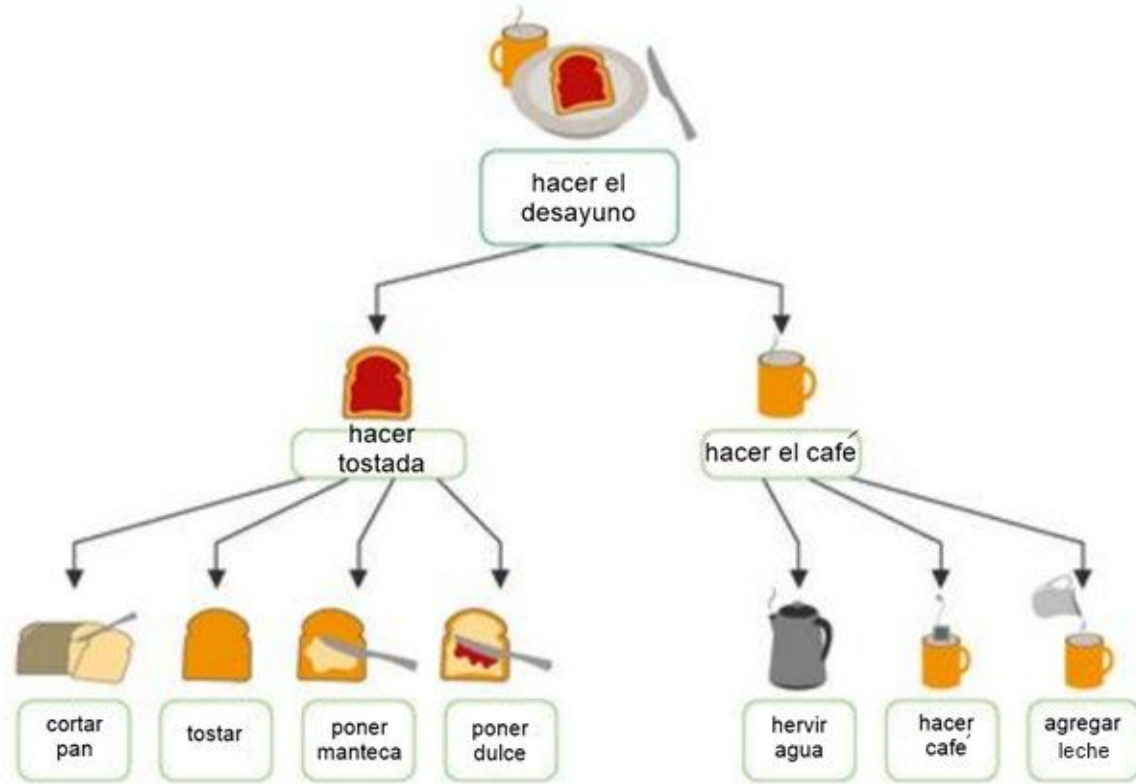 hacer el
desayuno
hacer
tostada
hacer el café
cortar
pan
tostar
poner
manteca
poner
dulce
hervir
agua
hacer
café
agregar
leche